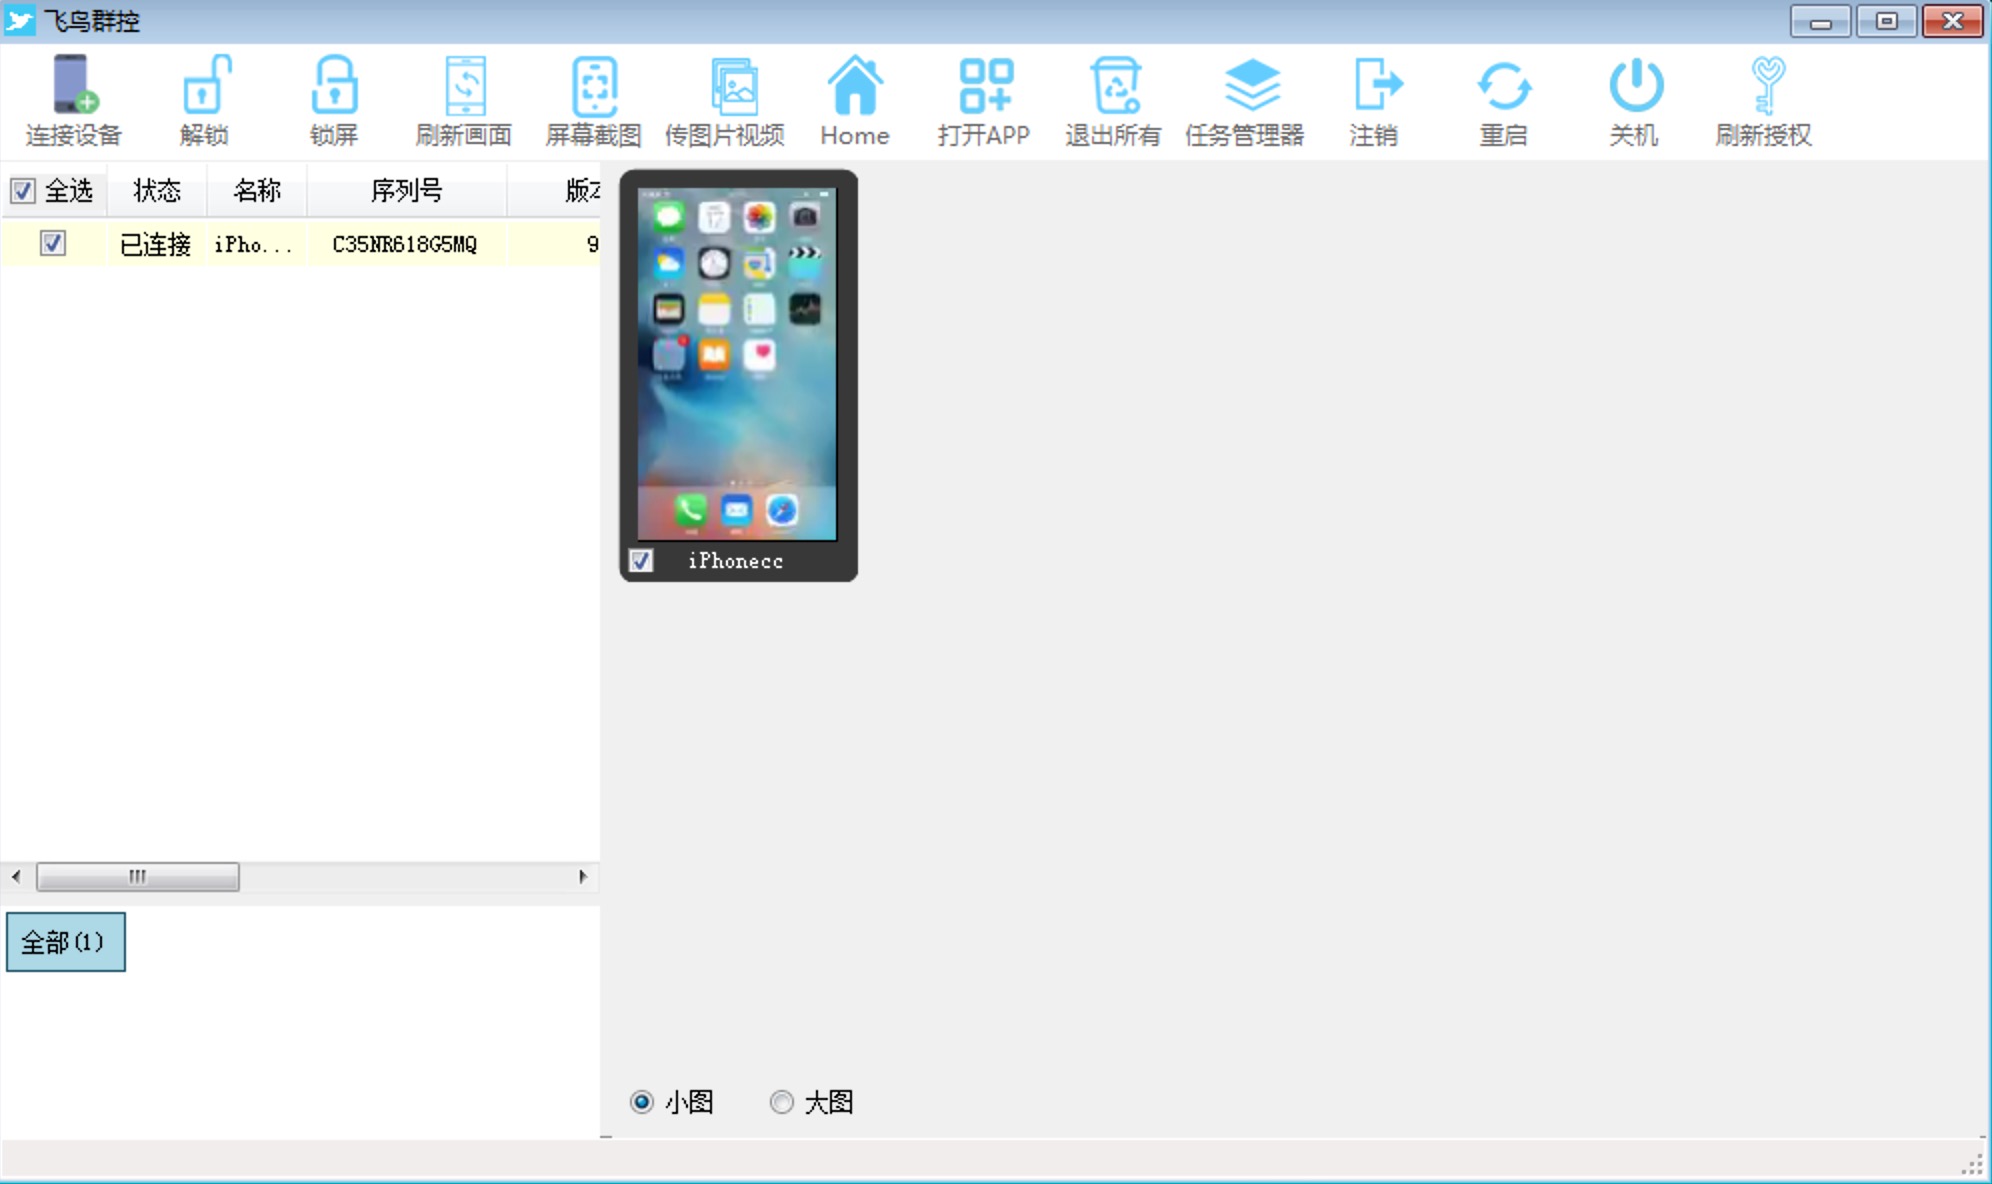 飞鸟群控
连接设备 解锁 锁屏 刷新画面 屏幕截图 传图片视频 Home 打开APP 退出所有 任务管理器 注销 重启 关机 刷新授权
全选 状态 名称 序列号 版本
已连接 iPho... C35NR618G5MQ 9
17
iPhonecc
全部(1)
小图 大图